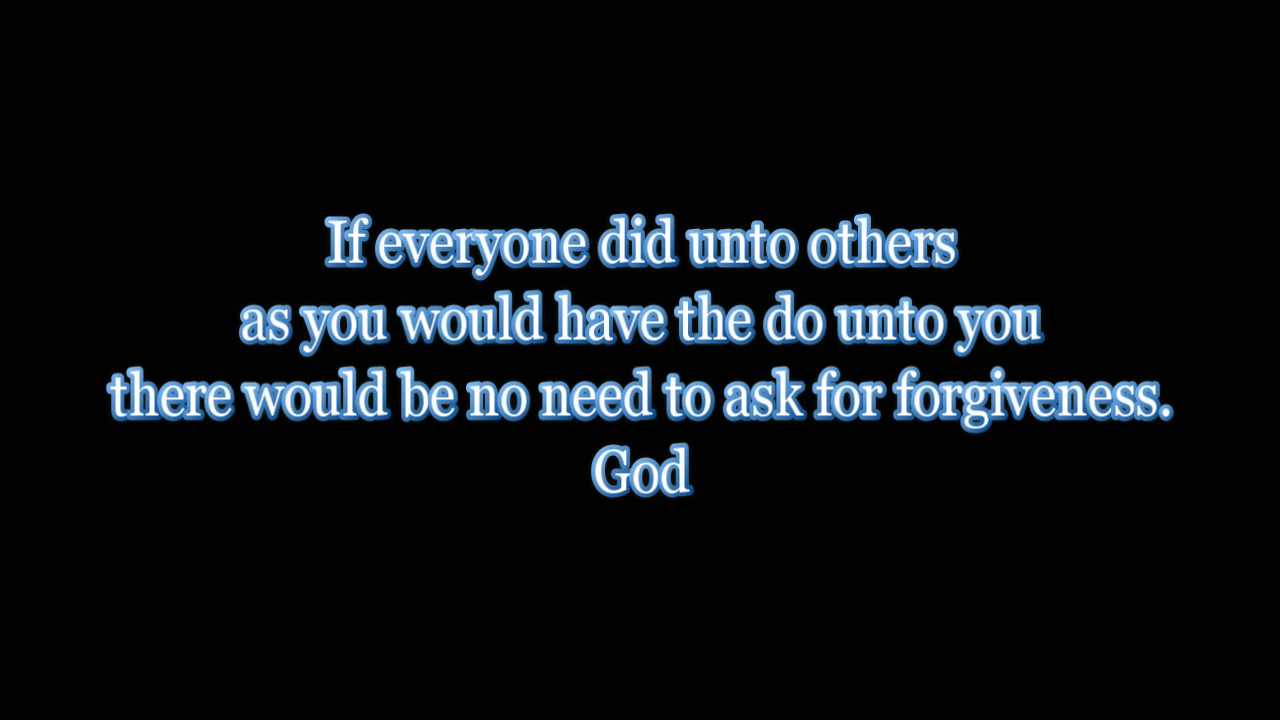 If everyone did unto others
as you would have the do unto you
there would be no need to ask for forgiveness.
God